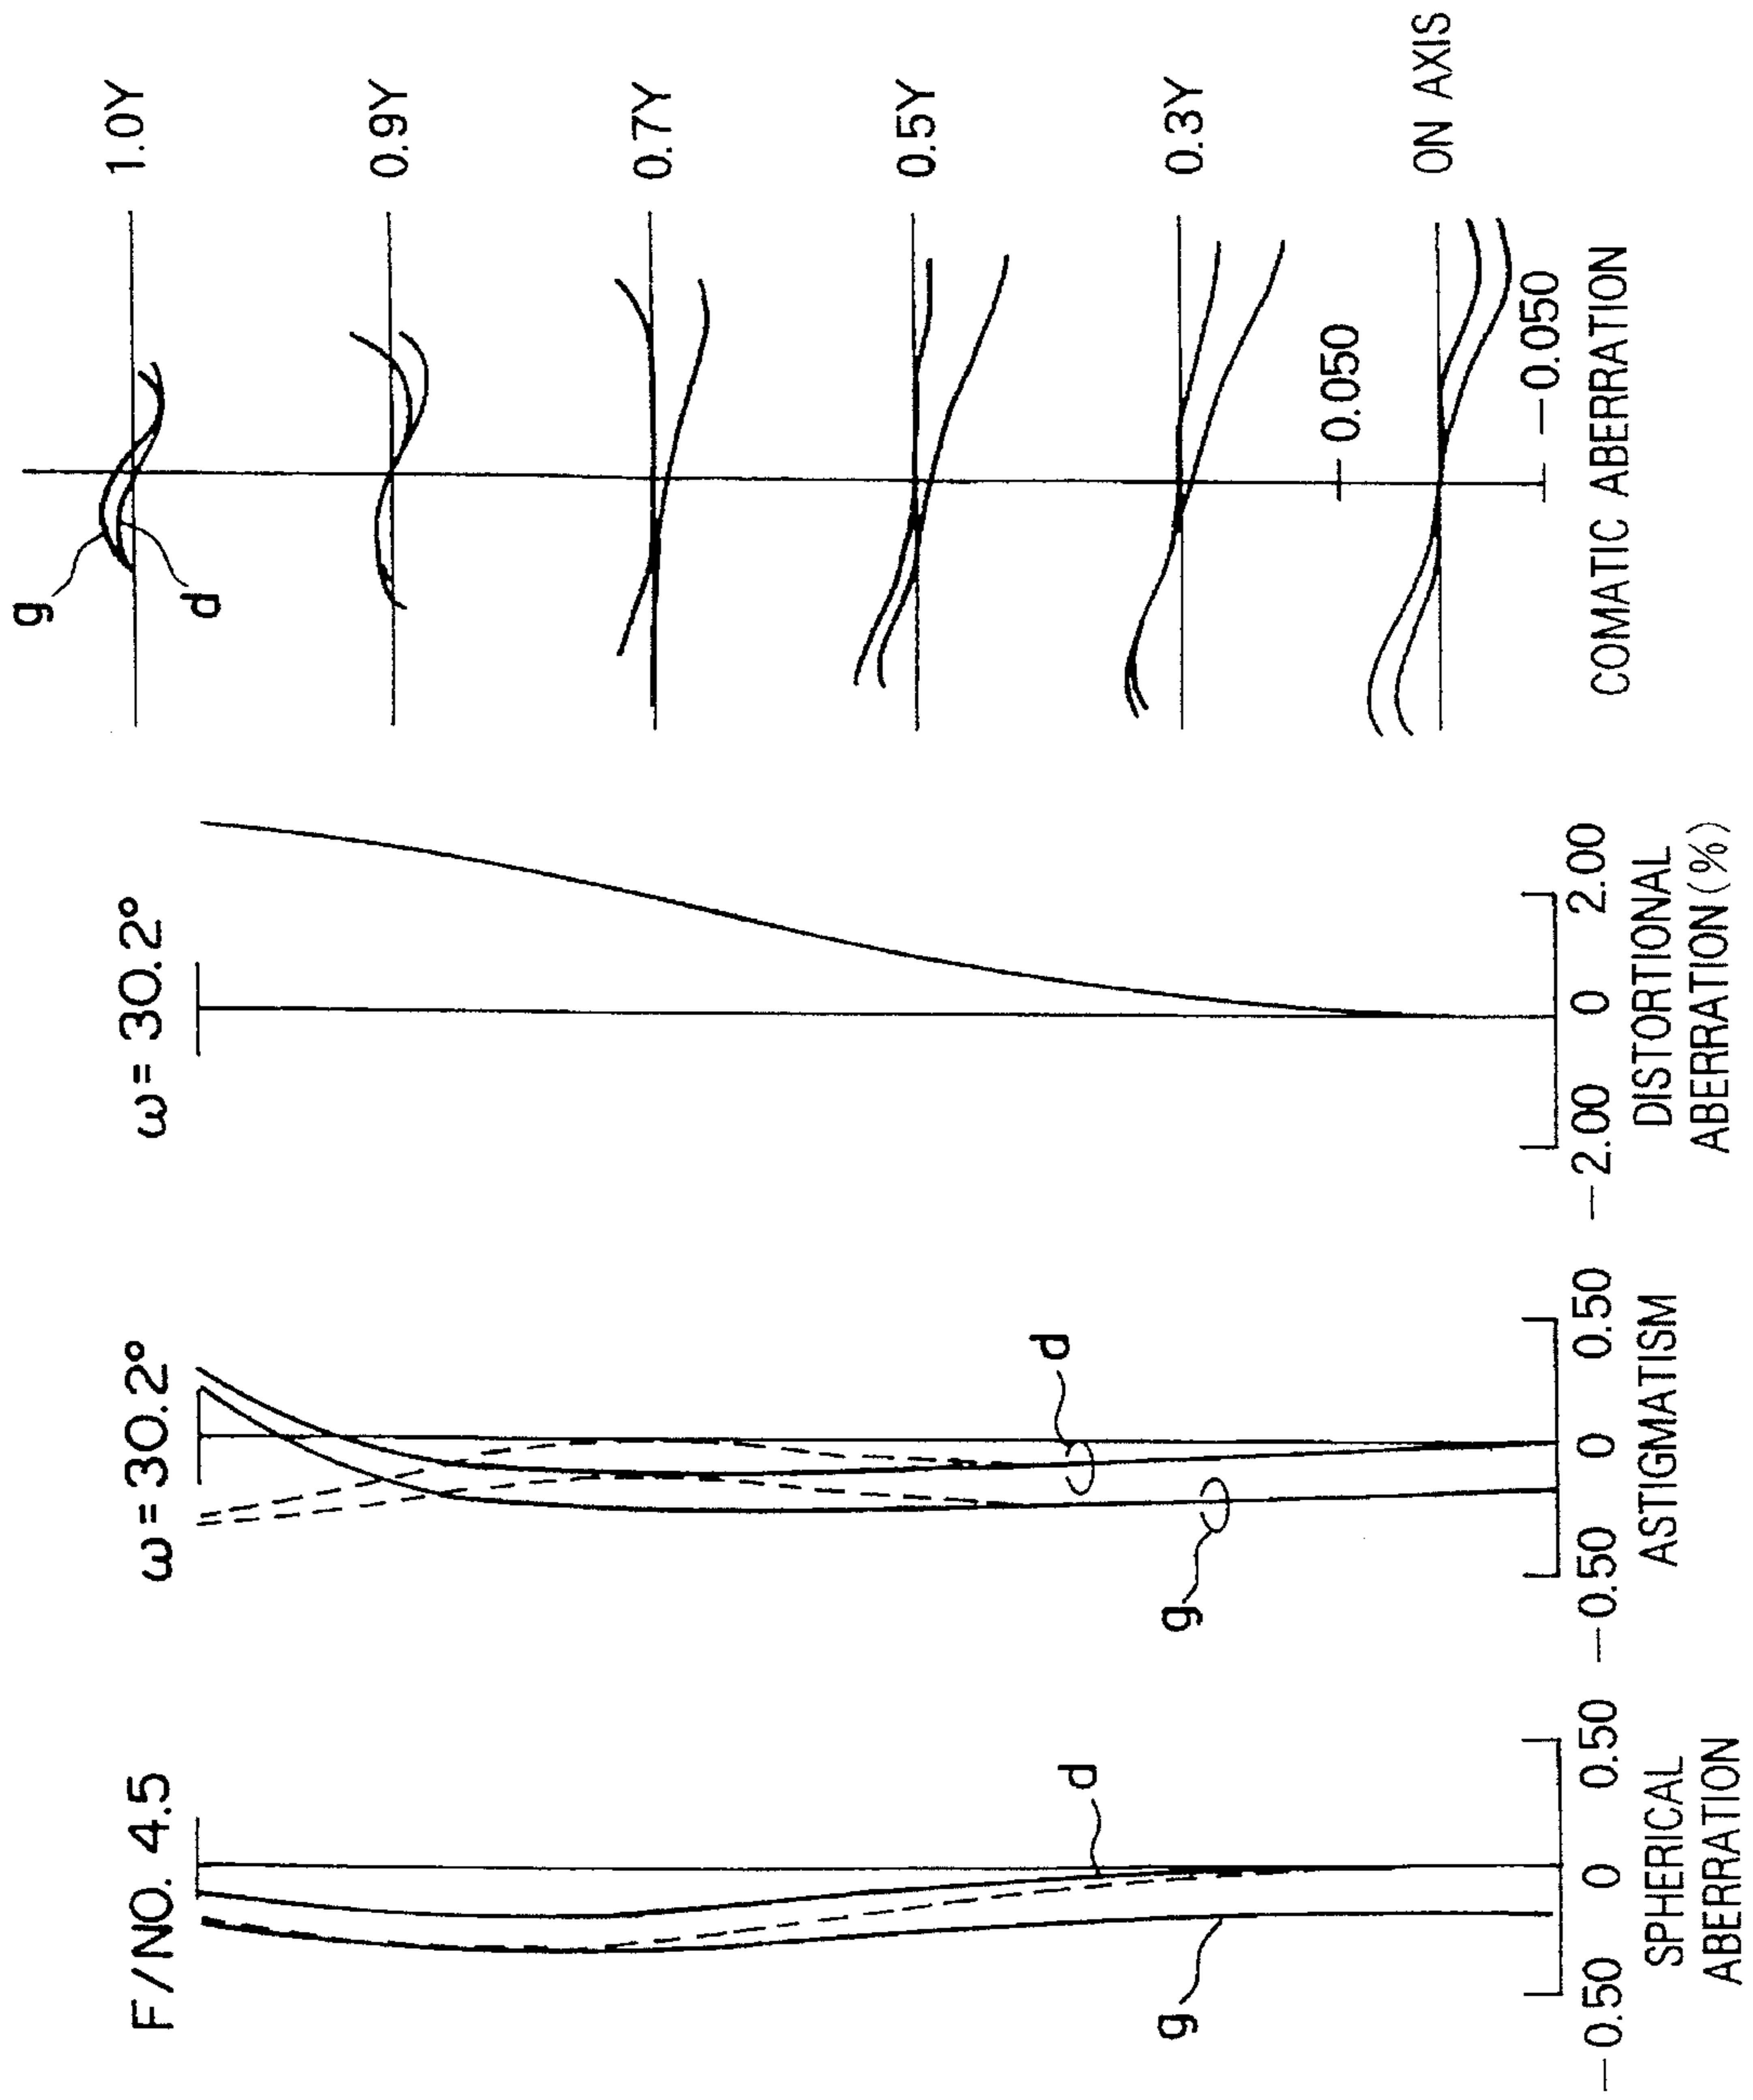 F/NO. 4.5
d
g
-0.50
0
0.50
SPHERICAL
ABERRATION
ω=30.2°
d
g
-0.50
0
0.50
ASTIGMATISM
ω=30.2°
-2.00
0
2.00
DISTORTIONAL
ABERRATION(%)
g
d
1.0Y
0.9Y
0.7Y
0.5Y
0.3Y
0.050
ON AXIS
-0.050
COMATIC ABERRATION